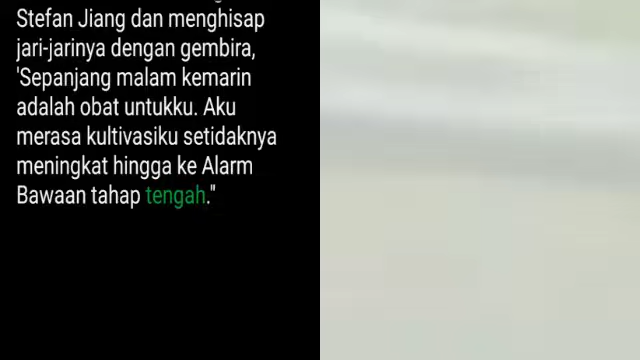 Stefan Jiang dan menghisap
jari-jarinya dengan gembira,
'Sepanjang malam kemarin
adalah obat untukku. Aku
merasa kultivasiku setidaknya
meningkat hingga ke Alarm
Bawaan tahap tengah."